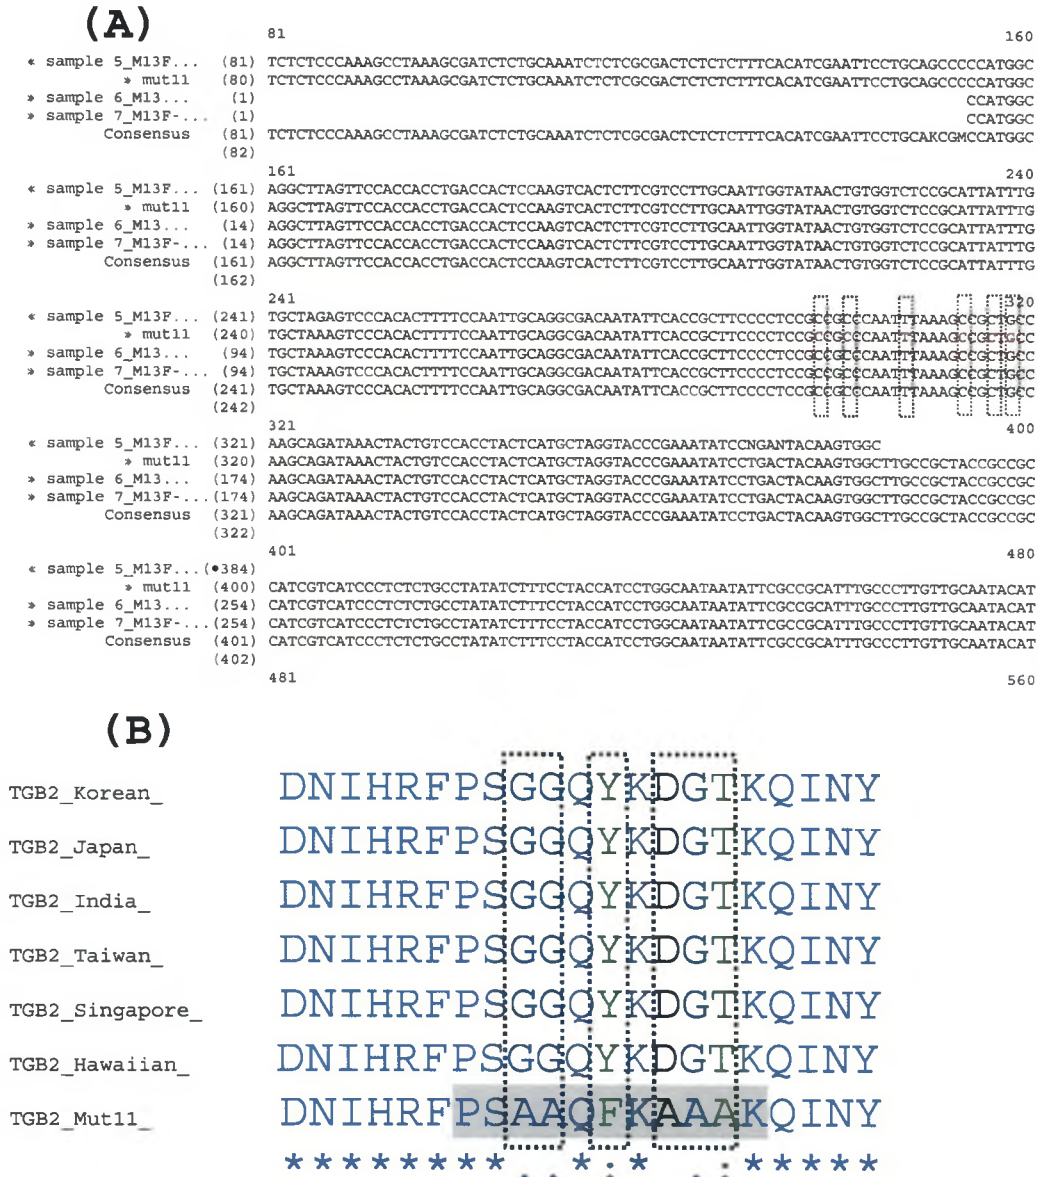 (A)
81 160
« sample 5_M13F... (81) TCTCTCCCAAAGCCTAAAGCGATCTCTGCAAATCTCTCGCGACTCTCTCTTTCACATCGAATTCCTGCAGCCCCCATGGC
» mut11 (80) TCTCTCCCAAAGCCTAAAGCGATCTCTGCAAATCTCTCGCGACTCTCTCTTTCACATCGAATTCCTGCAGCCCCCATGGC
» sample 6_M13... (1) CCATGGC
» sample 7_M13F-... (1) CCATGGC
Consensus (81) TCTCTCCCAAAGCCTAAAGCGATCTCTGCAAATCTCTCGCGACTCTCTCTTTCACATCGAATTCCTGCAKCGMCCATGGC
(82)
161 240
« sample 5_M13F... (161) AGGCTTAGTTCCACCACCTGACCACTCCAAGTCACTCTTCGTCCTTGCAATTGGTATAACTGTGGTCTCCGCATTATTTG
» mut11 (160) AGGCTTAGTTCCACCACCTGACCACTCCAAGTCACTCTTCGTCCTTGCAATTGGTATAACTGTGGTCTCCGCATTATTTG
» sample 6_M13... (14) AGGCTTAGTTCCACCACCTGACCACTCCAAGTCACTCTTCGTCCTTGCAATTGGTATAACTGTGGTCTCCGCATTATTTG
» sample 7_M13F-... (14) AGGCTTAGTTCCACCACCTGACCACTCCAAGTCACTCTTCGTCCTTGCAATTGGTATAACTGTGGTCTCCGCATTATTTG
Consensus (161) AGGCTTAGTTCCACCACCTGACCACTCCAAGTCACTCTTCGTCCTTGCAATTGGTATAACTGTGGTCTCCGCATTATTTG
(162)
241 320
« sample 5_M13F... (241) TGCTAGAGTCCCACACTTTTCCAATTGCAGGCGACAATATTCACCGCTTCCCCTCCGCCGCCCAATTTAAAGCCGCTGCC
» mut11 (240) TGCTAAAGTCCCACACTTTTCCAATTGCAGGCGACAATATTCACCGCTTCCCCTCCGCCGCCCAATTTAAAGCCGCTGCC
» sample 6_M13... (94) TGCTAAAGTCCCACACTTTTCCAATTGCAGGCGACAATATTCACCGCTTCCCCTCCGCCGCCCAATTTAAAGCCGCTGCC
» sample 7_M13F-... (94) TGCTAAAGTCCCACACTTTTCCAATTGCAGGCGACAATATTCACCGCTTCCCCTCCGCCGCCCAATTTAAAGCCGCTGCC
Consensus (241) TGCTAAAGTCCCACACTTTTCCAATTGCAGGCGACAATATTCACCGCTTCCCCTCCGCCGCCCAATTTAAAGCCGCTGCC
(242)
321 400
« sample 5_M13F... (321) AAGCAGATAAACTACTGTCCACCTACTCATGCTAGGTACCCGAAATATCCNGANTACAAGTGGC
» mut11 (320) AAGCAGATAAACTACTGTCCACCTACTCATGCTAGGTACCCGAAATATCCTGACTACAAGTGGCTTGCCGCTACCGCCGC
» sample 6_M13... (174) AAGCAGATAAACTACTGTCCACCTACTCATGCTAGGTACCCGAAATATCCTGACTACAAGTGGCTTGCCGCTACCGCCGC
» sample 7_M13F-... (174) AAGCAGATAAACTACTGTCCACCTACTCATGCTAGGTACCCGAAATATCCTGACTACAAGTGGCTTGCCGCTACCGCCGC
Consensus (321) AAGCAGATAAACTACTGTCCACCTACTCATGCTAGGTACCCGAAATATCCTGACTACAAGTGGCTTGCCGCTACCGCCGC
(322)
401 480
« sample 5_M13F...(•384)
» mut11 (400) CATCGTCATCCCTCTCTGCCTATATCTTTCCTACCATCCTGGCAATAATATTCGCCGCATTTGCCCTTGTTGCAATACAT
» sample 6_M13... (254) CATCGTCATCCCTCTCTGCCTATATCTTTCCTACCATCCTGGCAATAATATTCGCCGCATTTGCCCTTGTTGCAATACAT
» sample 7_M13F-... (254) CATCGTCATCCCTCTCTGCCTATATCTTTCCTACCATCCTGGCAATAATATTCGCCGCATTTGCCCTTGTTGCAATACAT
Consensus (401) CATCGTCATCCCTCTCTGCCTATATCTTTCCTACCATCCTGGCAATAATATTCGCCGCATTTGCCCTTGTTGCAATACAT
(402)
481 560
(B)
TGB2_Korean_ DNIHRFPSGGQYKDGTKQINY
TGB2_Japan_ DNIHRFPSGGQYKDGTKQINY
TGB2_India_ DNIHRFPSGGQYKDGTKQINY
TGB2_Taiwan_ DNIHRFPSGGQYKDGTKQINY
TGB2_Singapore_ DNIHRFPSGGQYKDGTKQINY
TGB2_Hawaiian_ DNIHRFPSGGQYKDGTKQINY
TGB2_Mut11_ DNIHRFPSAAQFKAAAKQINY
********..*:* .:*****